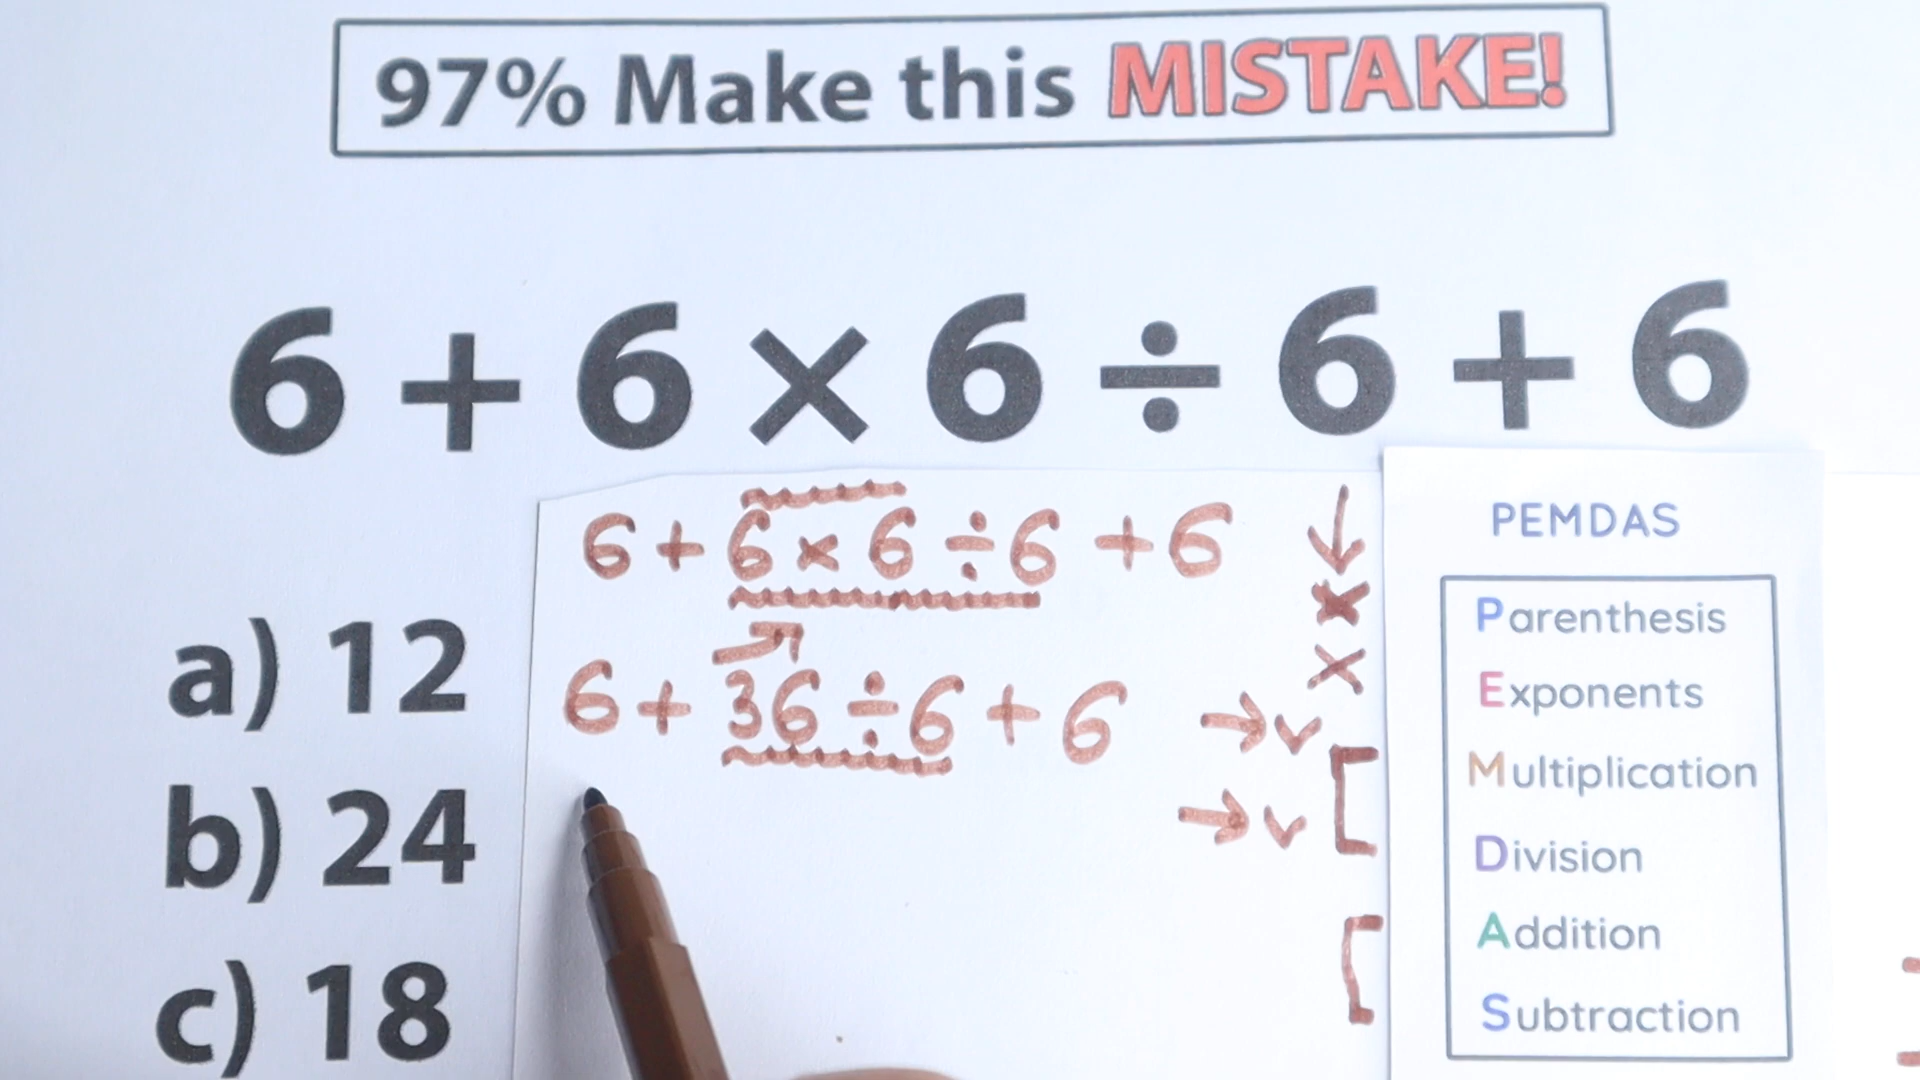 97% Make this MISTAKE!
6 + 6 × 6 ÷ 6 + 6
6 + 6 × 6 ÷ 6 + 6
6 + 36 ÷ 6 + 6
a) 12
b) 24
c) 18
PEMDAS
Parenthesis
Exponents
Multiplication
Division
Addition
Subtraction